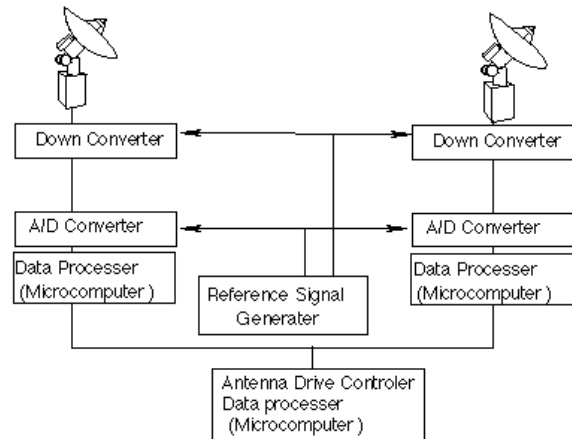 Down Converter
Down Converter
A/D Converter
A/D Converter
Data Processer
(Microcomputer )
Data Processer
(Microcomputer )
Reference Signal
Generater
Antenna Drive Controler
Data processer
(Microcomputer )